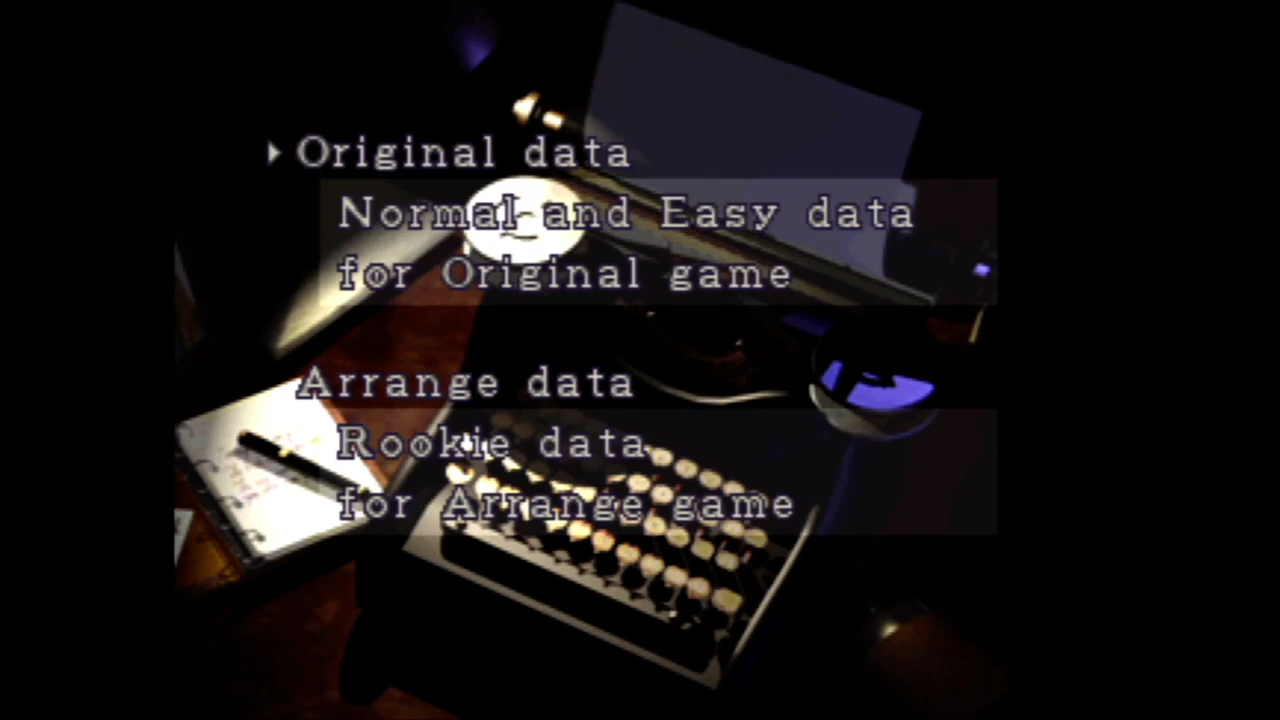 Original data
Normal and Easy data
for Original game
Arrange data
Rookie data
for Arrange game